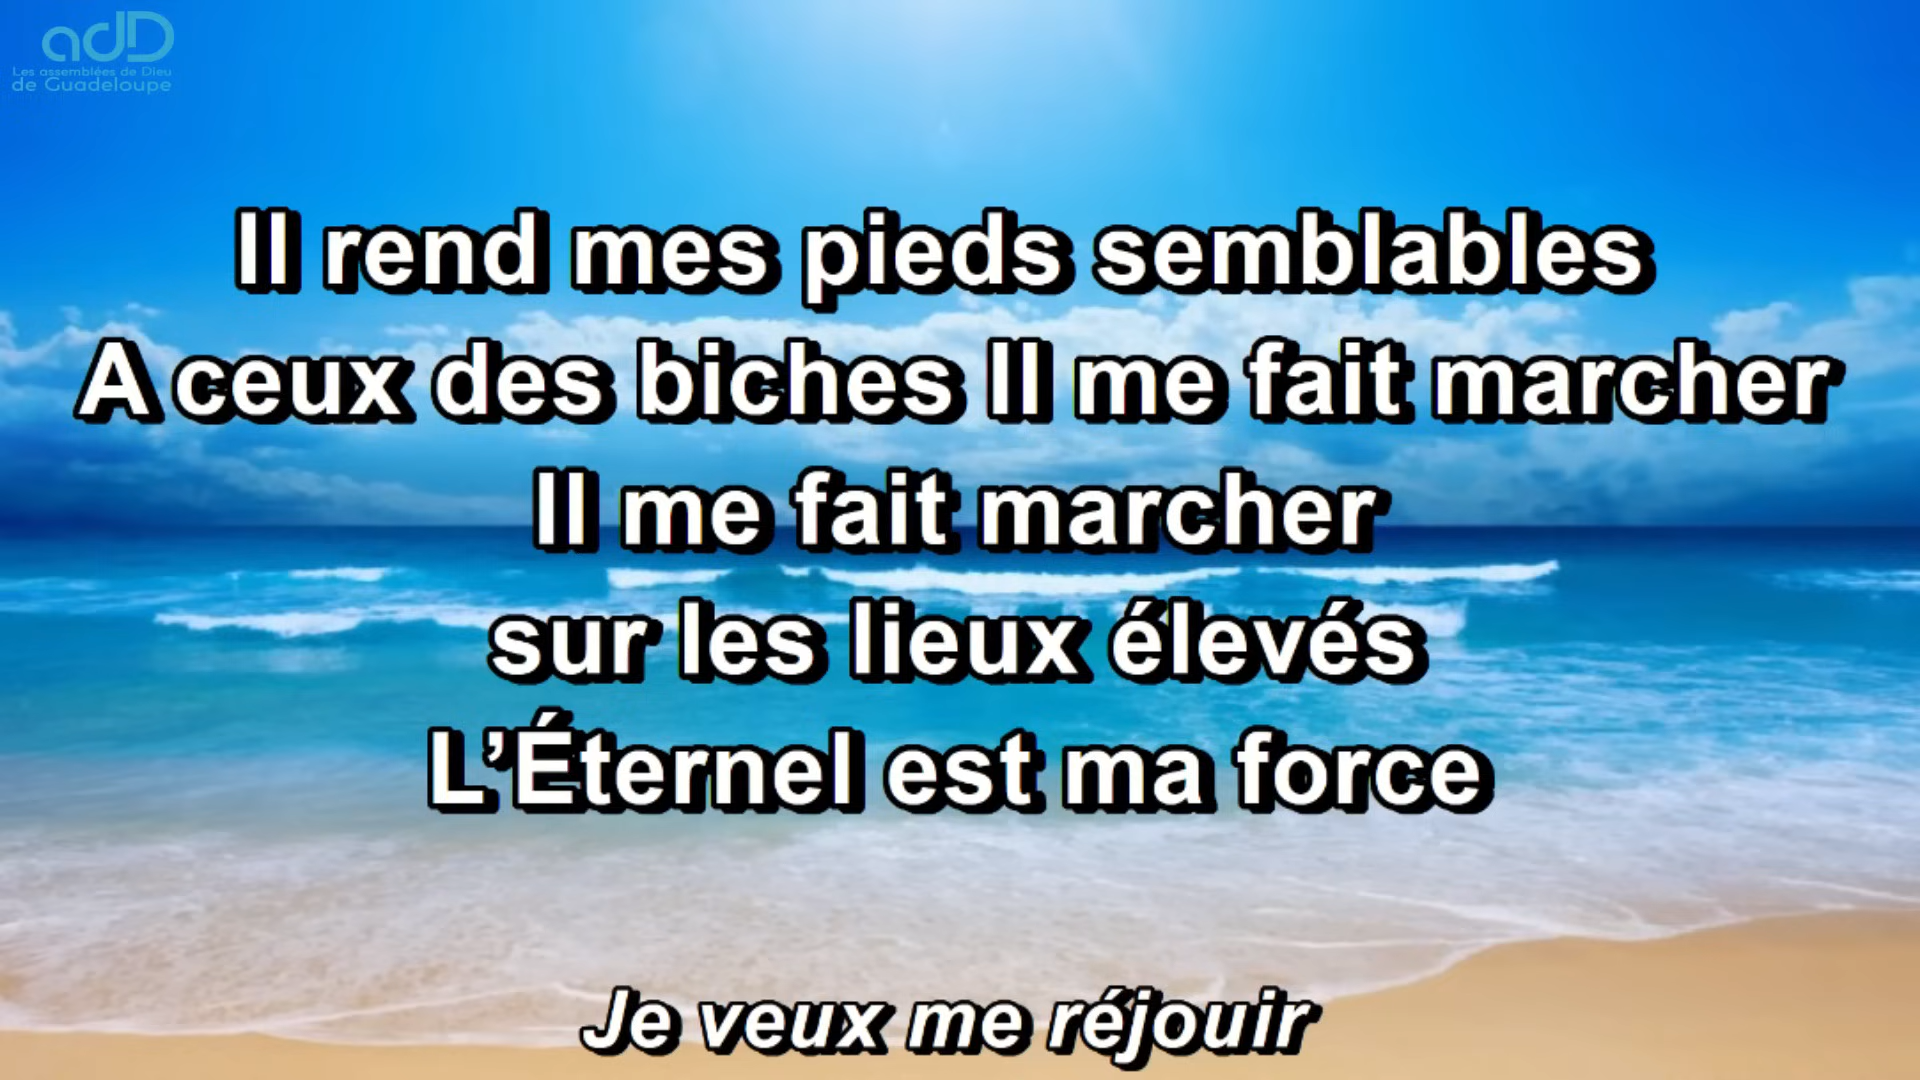 adD
Les assemblées de Dieu
de Guadeloupe
Il rend mes pieds semblables
A ceux des biches Il me fait marcher
Il me fait marcher
sur les lieux élevés
L’Éternel est ma force
Je veux me réjouir